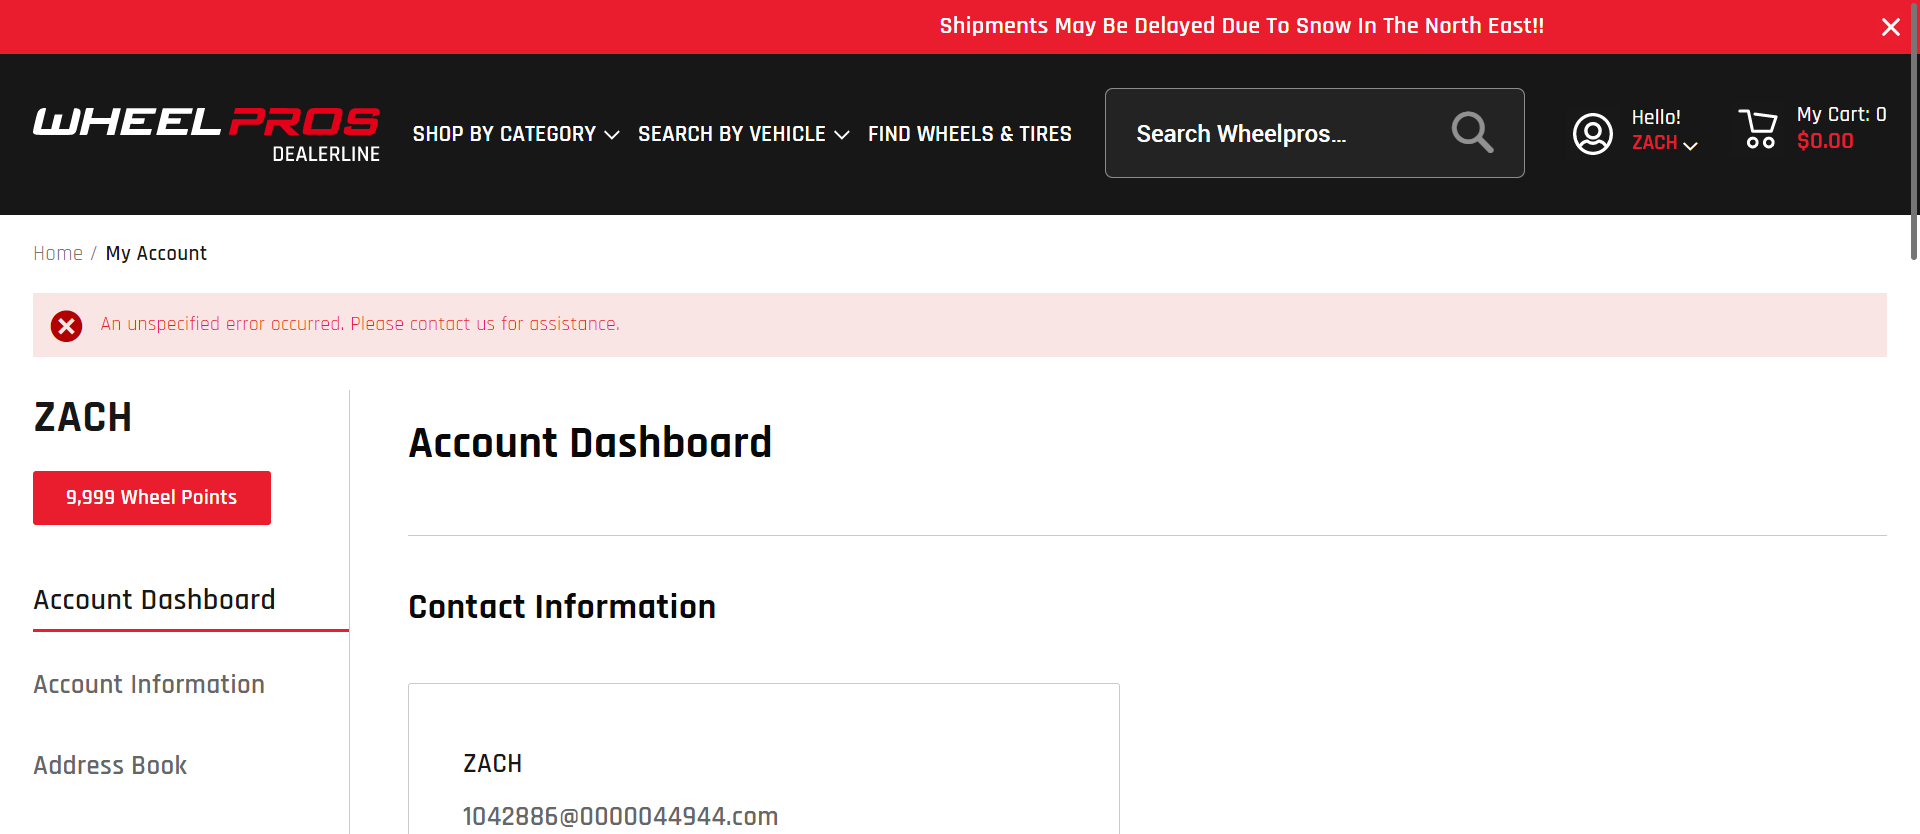 Shipments May Be Delayed Due To Snow In The North East!!
WHEEL PROS
DEALERLINE
SHOP BY CATEGORY
SEARCH BY VEHICLE
FIND WHEELS & TIRES
Search Wheelpros...
Hello!
ZACH
My Cart: 0
$0.00
Home / My Account
An unspecified error occurred. Please contact us for assistance.
ZACH
9,999 Wheel Points
Account Dashboard
Account Information
Address Book
Account Dashboard
Contact Information
ZACH
1042886@0000044944.com